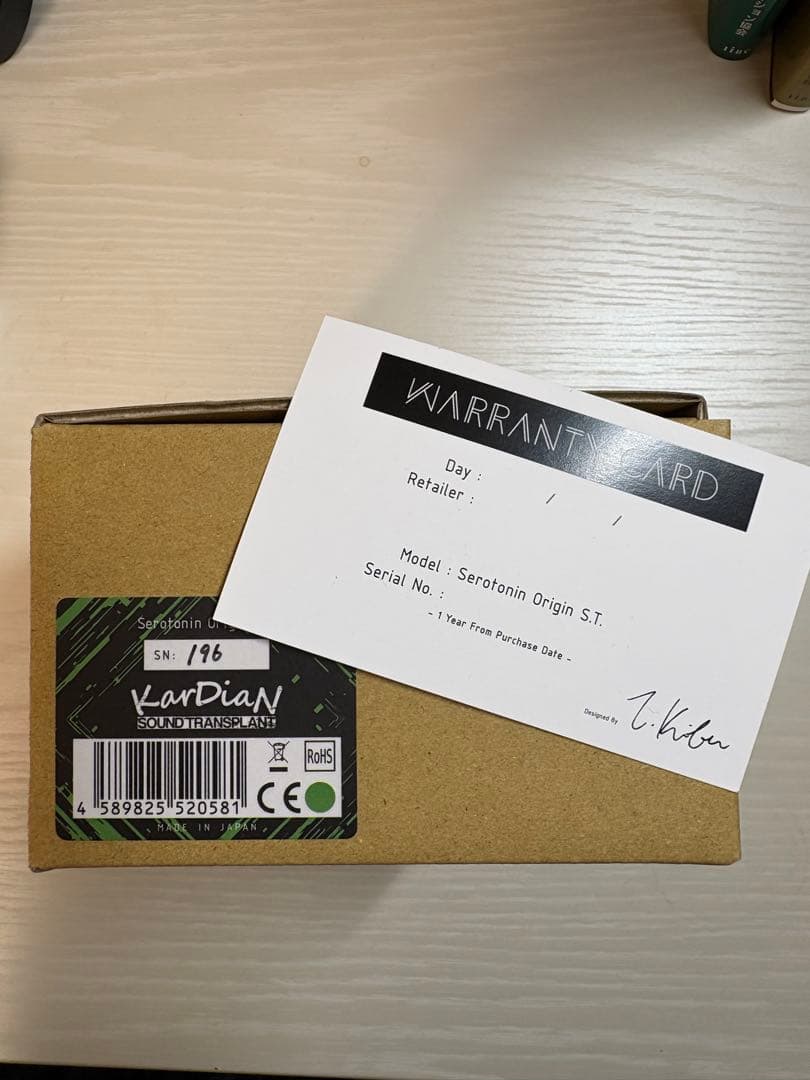 WARRANTY CARD
Day :
Retailer :
/ /
Model : Serotonin Origin S.T.
Serial No. :
- 1 Year From Purchase Date -
Designed By
Serotonin
SN: 196
KarDiaN
SOUND TRANSPLANT
RoHS
4 589825 520581
CE
MADE IN JAPAN